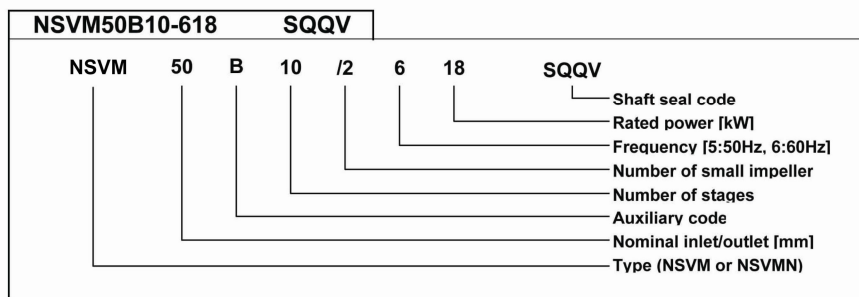 NSVM50B10-618 SQQV
NSVM 50 B 10 /2 6 18 SQQV
Shaft seal code
Rated power [kW]
Frequency [5:50Hz, 6:60Hz]
Number of small impeller
Number of stages
Auxiliary code
Nominal inlet/outlet [mm]
Type (NSVM or NSVMN)